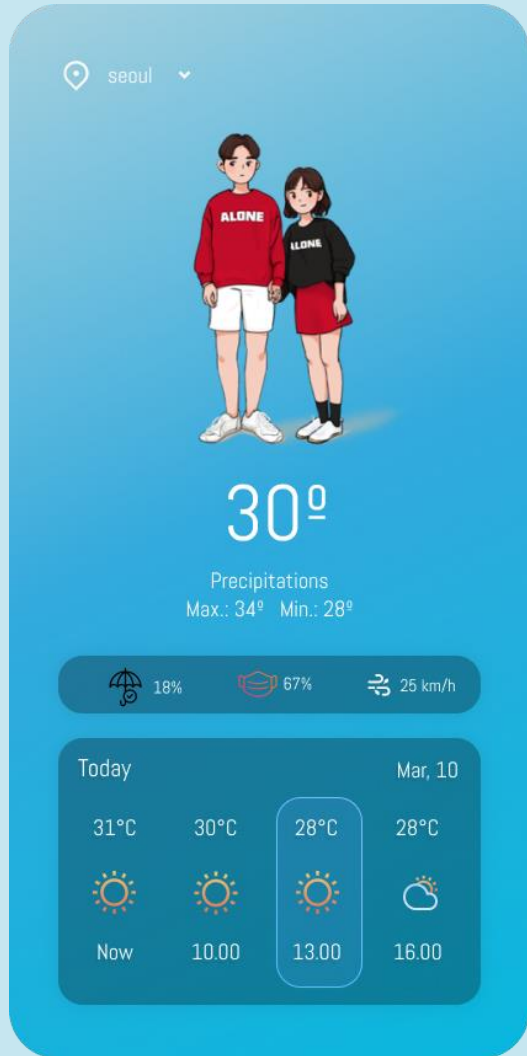 seoul
ALONE
ALONE
30º
Precipitations
Max.: 34º Min.: 28º
18% 67% 25 km/h
Today Mar, 10
31°C 30°C 28°C 28°C
Now 10.00 13.00 16.00